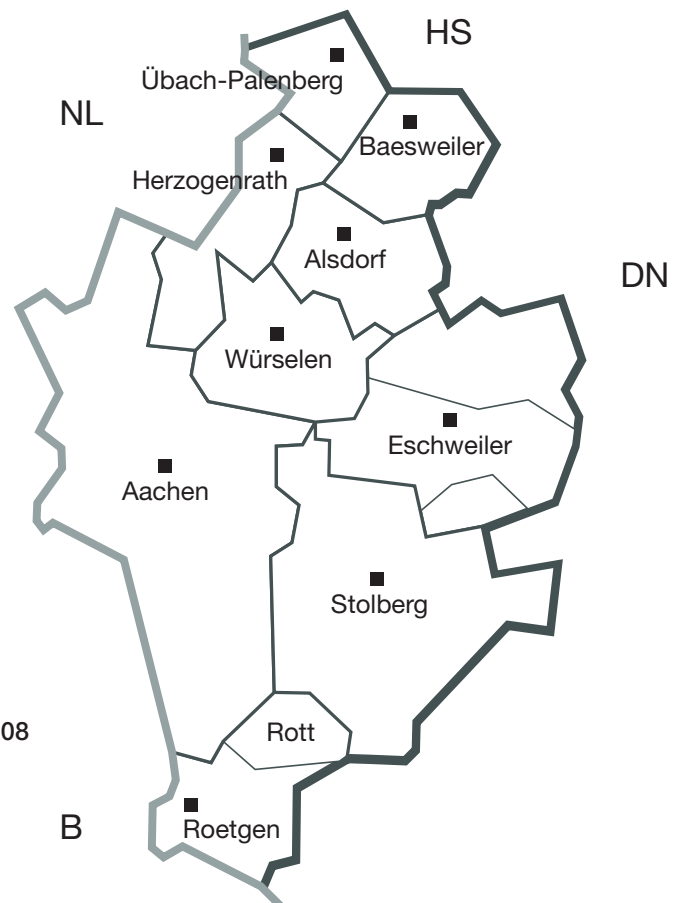 HS
Übach-Palenberg
NL
Baesweiler
Herzogenrath
Alsdorf
DN
Würselen
Eschweiler
Aachen
Stolberg
08
Rott
B
Roetgen